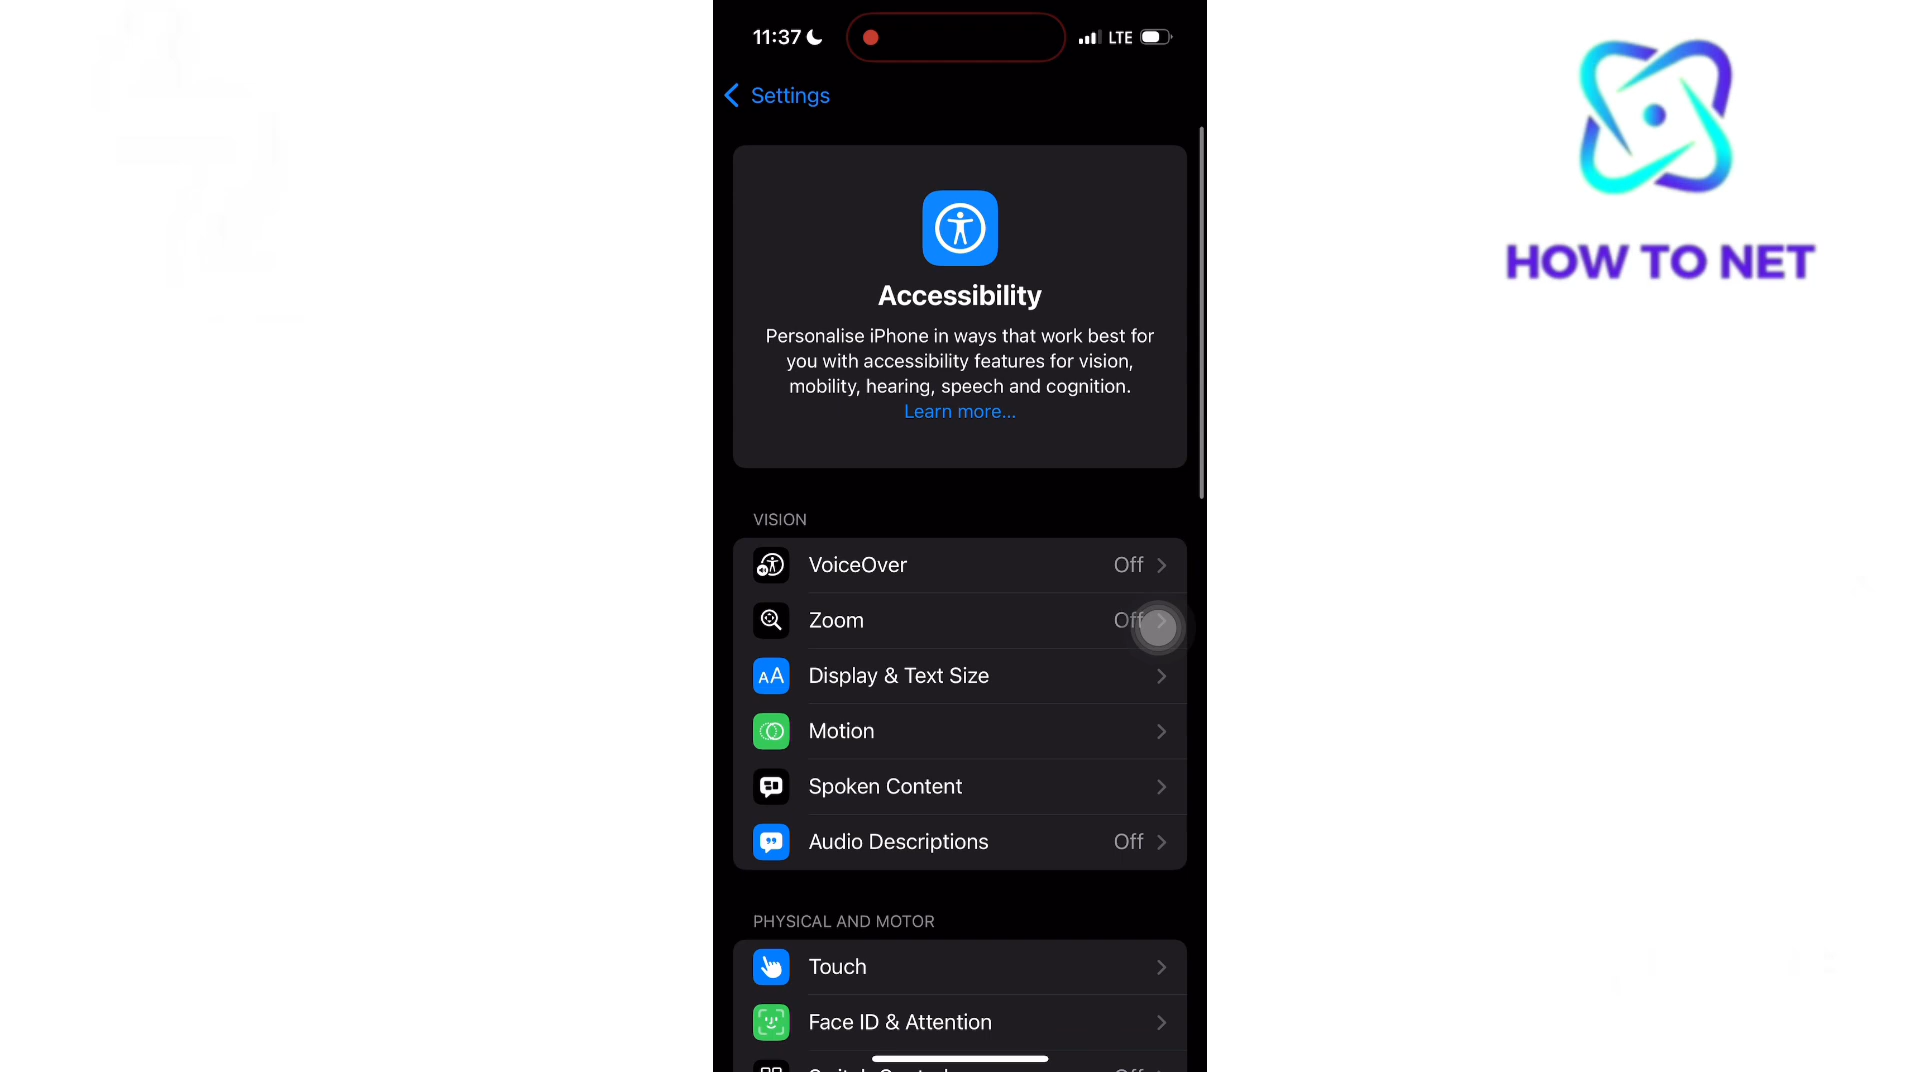 11:37
LTE
Settings
HOW TO NET
Accessibility
Personalise iPhone in ways that work best for
you with accessibility features for vision,
mobility, hearing, speech and cognition.
Learn more...
VISION
VoiceOver Off
Zoom Off
AA Display & Text Size
Motion
Spoken Content
Audio Descriptions Off
PHYSICAL AND MOTOR
Touch
Face ID & Attention